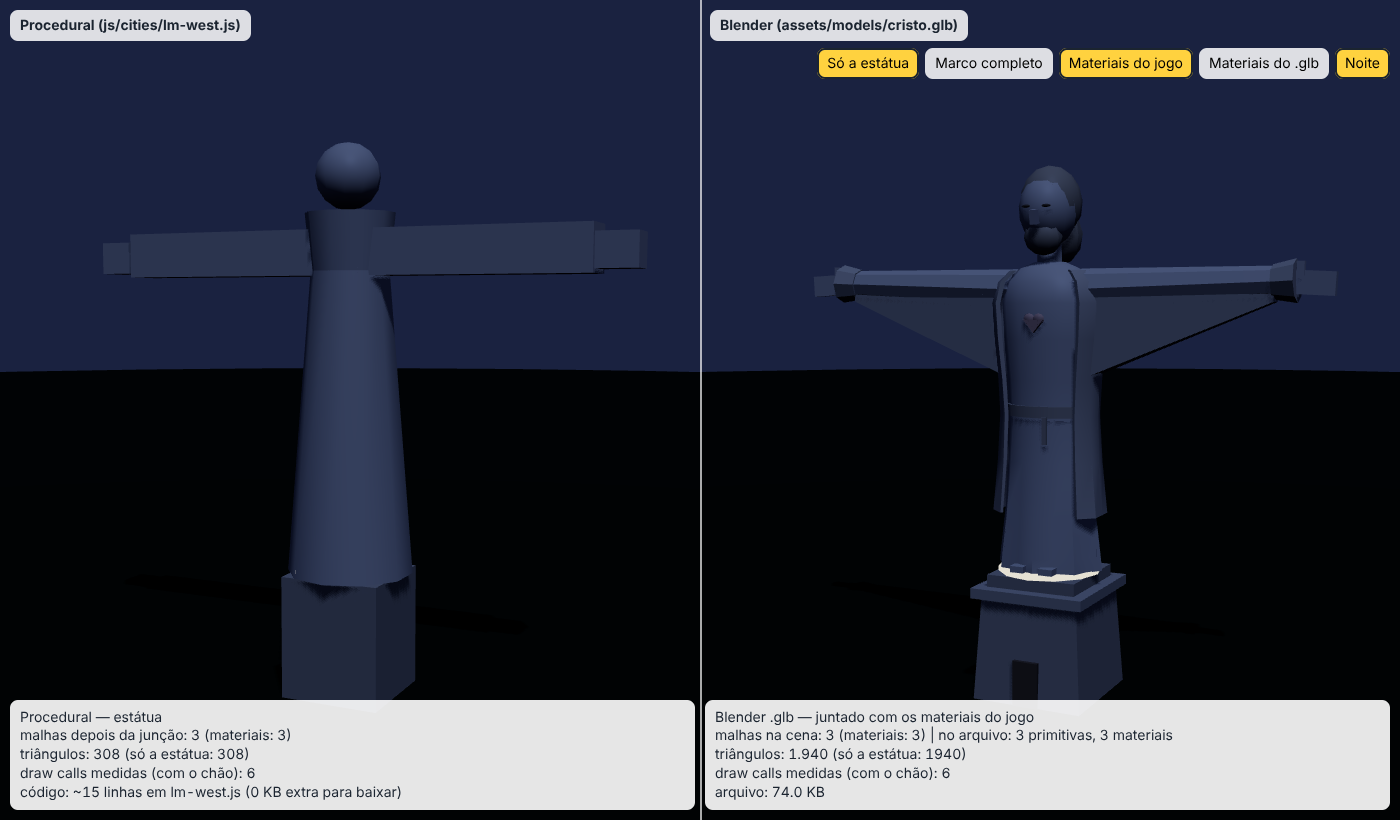 Procedural (js/cities/lm-west.js)
Blender (assets/models/cristo.glb)
Só a estátua
Marco completo
Materiais do jogo
Materiais do .glb
Noite
Procedural — estátua
malhas depois da junção: 3 (materiais: 3)
triângulos: 308 (só a estátua: 308)
draw calls medidas (com o chão): 6
código: ~15 linhas em lm-west.js (0 KB extra para baixar)
Blender .glb — juntado com os materiais do jogo
malhas na cena: 3 (materiais: 3) | no arquivo: 3 primitivas, 3 materiais
triângulos: 1.940 (só a estátua: 1940)
draw calls medidas (com o chão): 6
arquivo: 74.0 KB